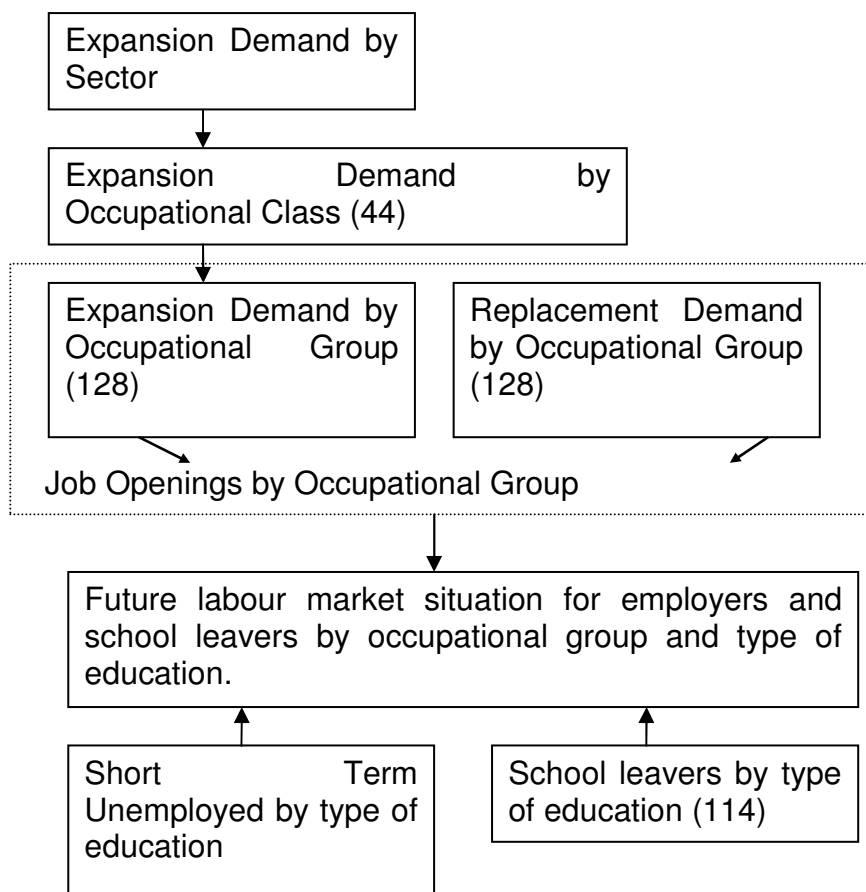 Expansion Demand by
Sector
Expansion Demand by
Occupational Class (44)
Expansion Demand by
Occupational Group
(128)
Replacement Demand
by Occupational Group
(128)
Job Openings by Occupational Group
Future labour market situation for employers and
school leavers by occupational group and type of
education.
Short Term
Unemployed by type of
education
School leavers by type
of education (114)